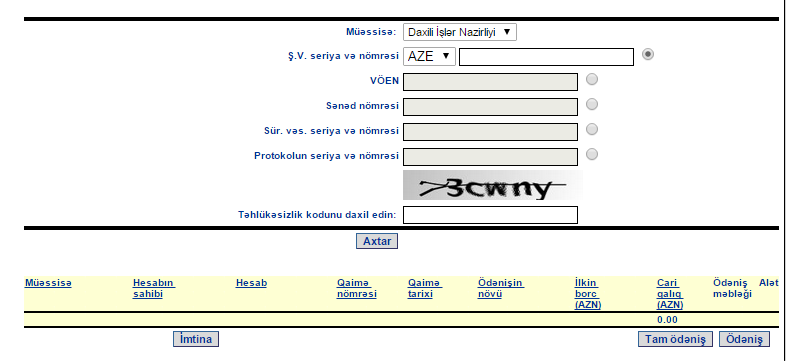 Müəssisə: Daxili İşlər Nazirliyi
Ş.V. seriya və nömrəsi AZE
VÖEN
Sənəd nömrəsi
Sür. vəs. seriya və nömrəsi
Protokolun seriya və nömrəsi
Təhlükəsizlik kodunu daxil edin:
Axtar
Müəssisə Hesabın Hesab Qaimə Qaimə Ödənişin İlkin Cari Ödəniş Alət
sahibi nömrəsi tarixi növü borc qalıq məbləği
(AZN) (AZN)
0.00
İmtina Tam ödəniş Ödəniş